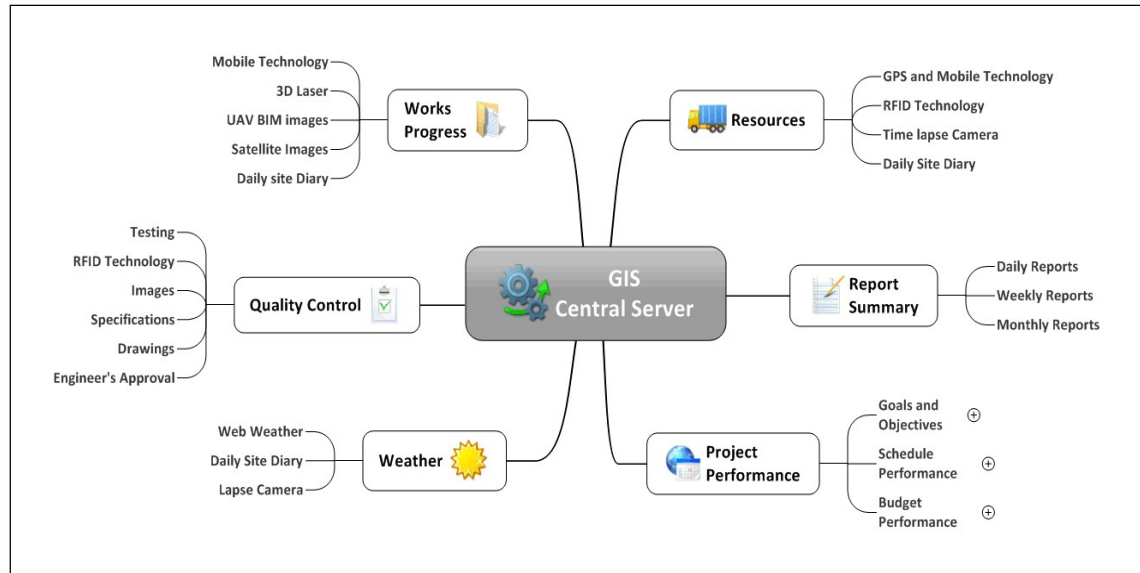 Mobile Technology
3D Laser
UAV BIM images
Satellite Images
Daily site Diary
Works
Progress
Resources
GPS and Mobile Technology
RFID Technology
Time lapse Camera
Daily Site Diary
Testing
RFID Technology
Images
Specifications
Drawings
Engineer's Approval
Quality Control
GIS
Central Server
Report
Summary
Daily Reports
Weekly Reports
Monthly Reports
Web Weather
Daily Site Diary
Lapse Camera
Weather
Project
Performance
Goals and
Objectives
Schedule
Performance
Budget
Performance